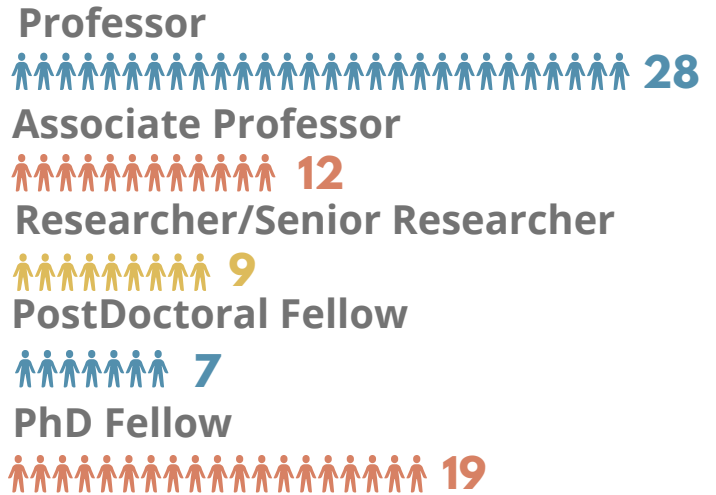 Professor
28
Associate Professor
12
Researcher/Senior Researcher
9
PostDoctoral Fellow
7
PhD Fellow
19